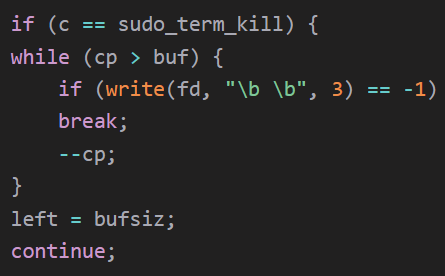 if (c == sudo_term_kill) {
while (cp > buf) {
    if (write(fd, "\b \b", 3) == -1)
    break;
    --cp;
}
left = bufsiz;
continue;